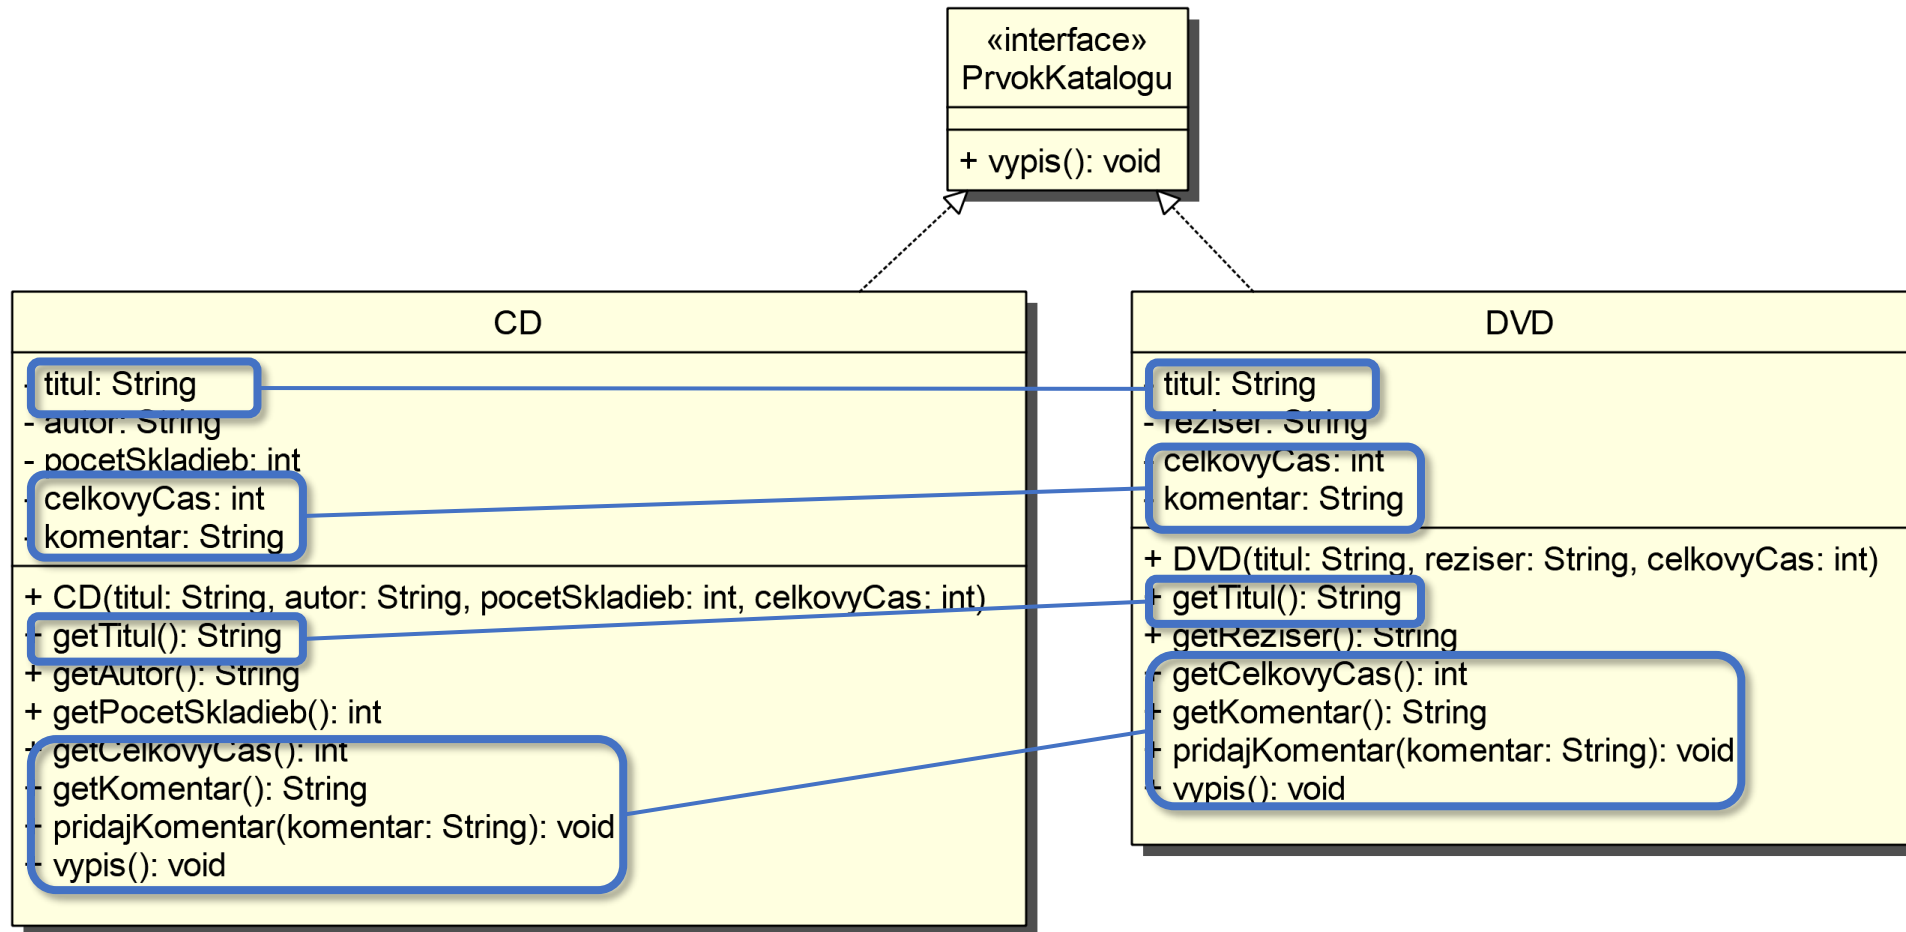 «interface»
PrvokKatalogu
+ vypis(): void
CD
- titul: String
- autor: String
- pocetSkladieb: int
- celkovyCas: int
- komentar: String
+ CD(titul: String, autor: String, pocetSkladieb: int, celkovyCas: int)
+ getTitul(): String
+ getAutor(): String
+ getPocetSkladieb(): int
+ getCelkovyCas(): int
+ getKomentar(): String
+ pridajKomentar(komentar: String): void
+ vypis(): void
DVD
- titul: String
- reziser: String
- celkovyCas: int
- komentar: String
+ DVD(titul: String, reziser: String, celkovyCas: int)
+ getTitul(): String
+ getReziser(): String
+ getCelkovyCas(): int
+ getKomentar(): String
+ pridajKomentar(komentar: String): void
+ vypis(): void